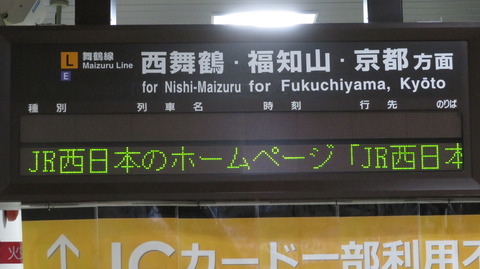 L 舞鶴線 西舞鶴・福知山・京都方面
E Maizuru Line for Nishi-Maizuru for Fukuchiyama, Kyōto
種別 列車名 時刻 行先 のりば
JR西日本のホームページ「JR西日本
火
↑ ICカード一部利用不